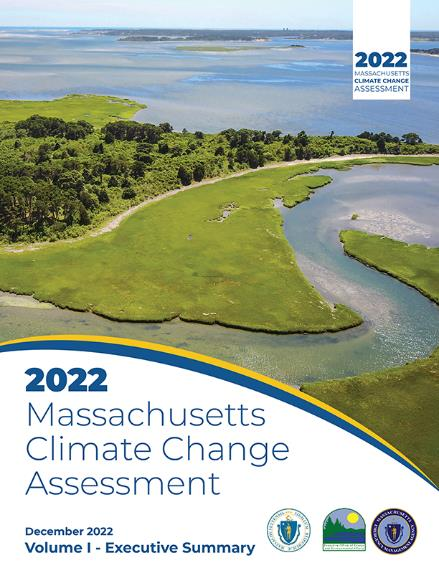 2022
MASSACHUSETTS
CLIMATE CHANGE
ASSESSMENT
2022
Massachusetts
Climate Change
Assessment
December 2022
Volume I - Executive Summary